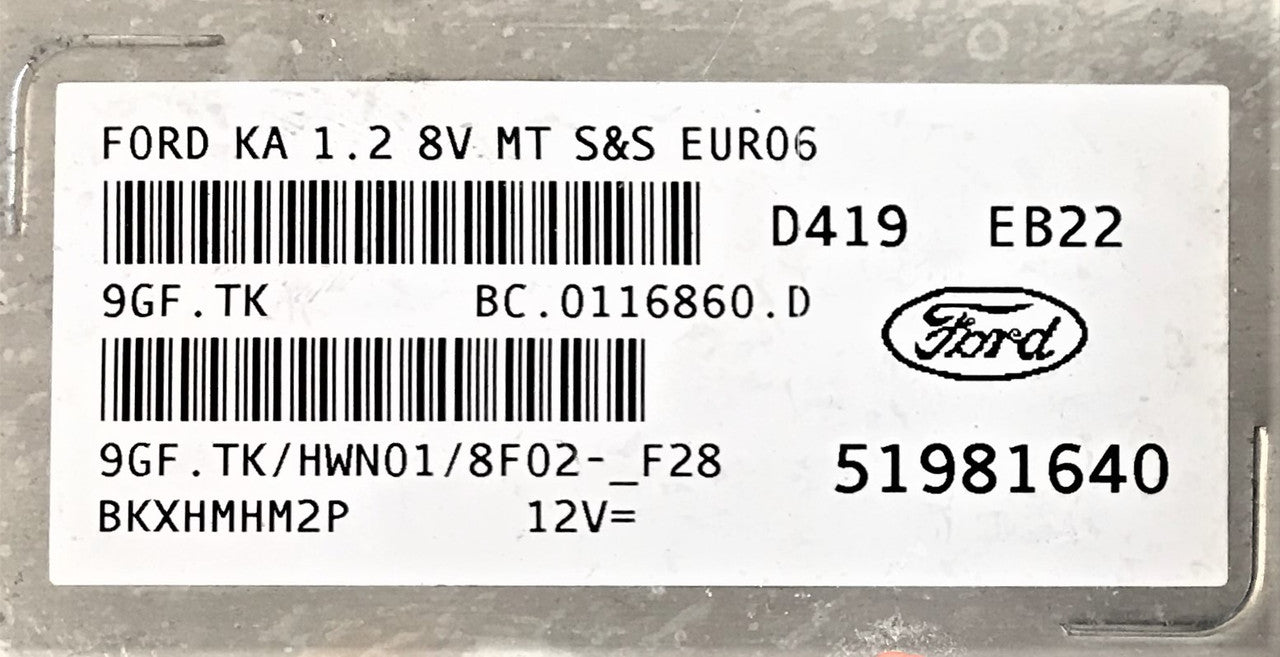 FORD KA 1.2 8V MT S&S EURO6
D419 EB22
9GF.TK BC.0116860.D
Ford
9GF.TK/HWN01/8F02-_F28
51981640
BKXHMHM2P 12V=